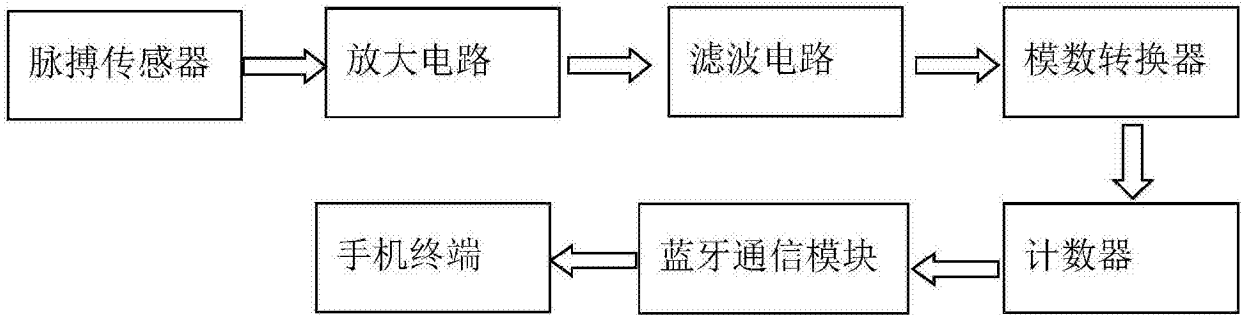 脉搏传感器
放大电路
滤波电路
模数转换器
计数器
蓝牙通信模块
手机终端